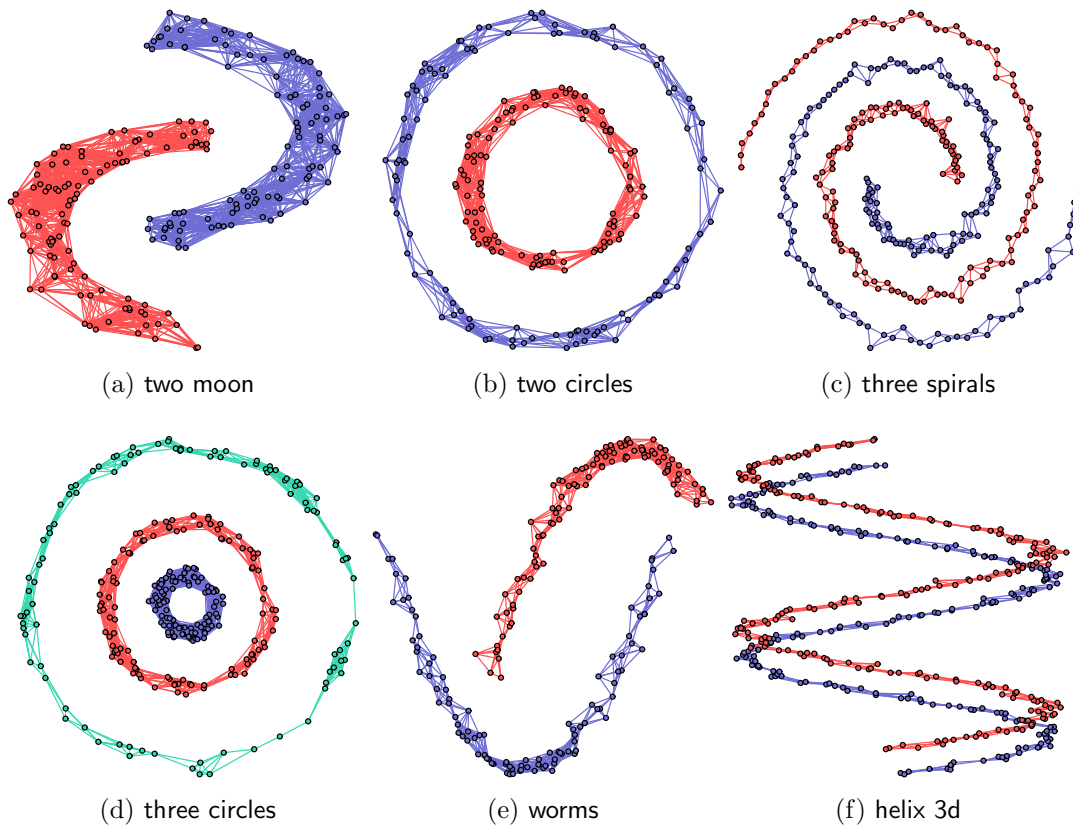 (a) two moon
(b) two circles
(c) three spirals
(d) three circles
(e) worms
(f) helix 3d